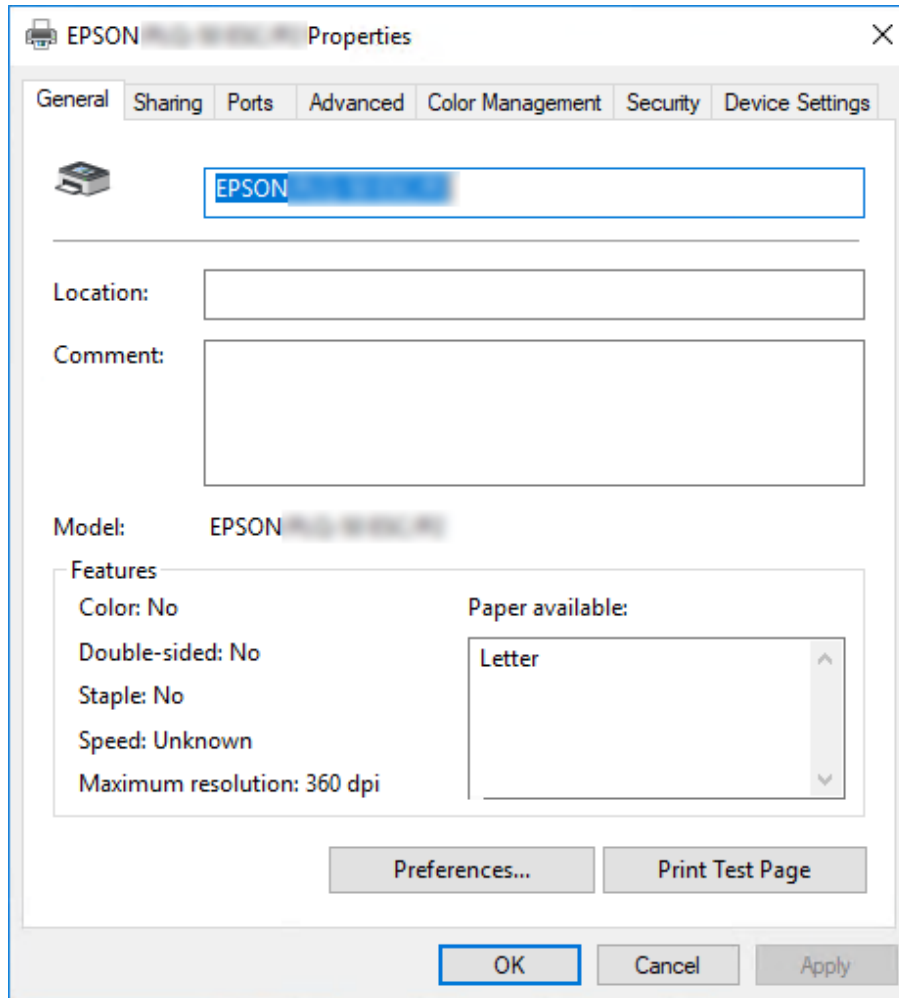 EPSON Properties
General Sharing Ports Advanced Color Management Security Device Settings
EPSON
Location:
Comment:
Model: EPSON
Features
Color: No
Paper available:
Double-sided: No
Letter
Staple: No
Speed: Unknown
Maximum resolution: 360 dpi
Preferences... Print Test Page
OK Cancel Apply